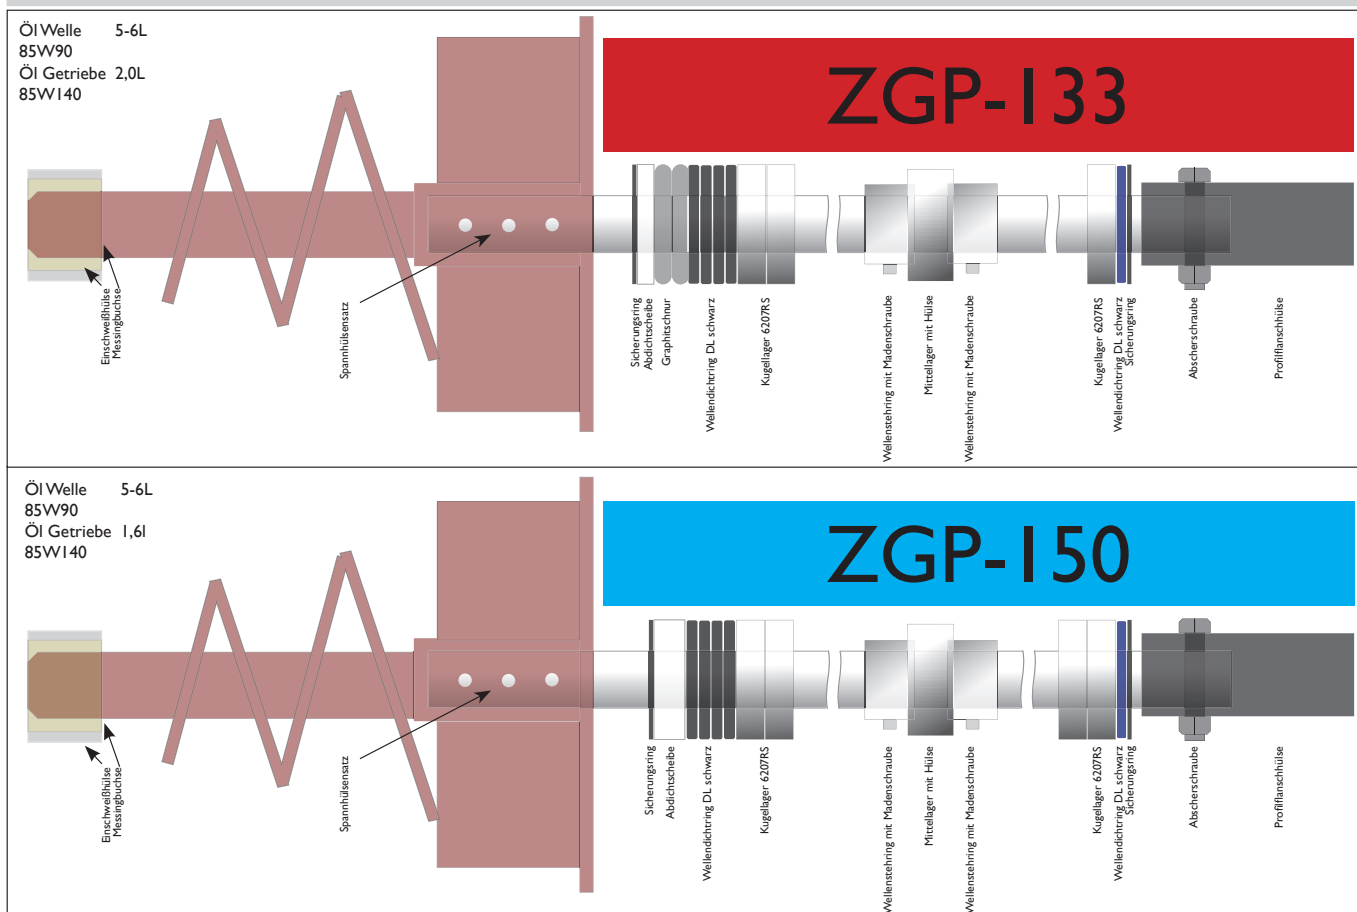 Öl Welle 5-6L
85W90
Öl Getriebe 2,0L
85W140
ZGP-133
Einschweißhülse
Messingbuchse
Spannhülsensatz
Sicherungsring
Abdichtscheibe
Graphitschnur
Wellendichtring DL schwarz
Kugellager 6207RS
Wellenstehring mit Madenschraube
Mittellager mit Hülse
Wellenstehring mit Madenschraube
Kugellager 6207RS
Wellendichtring DL schwarz
Sicherungsring
Abscherschraube
Profilflanschhülse
Öl Welle 5-6L
85W90
Öl Getriebe 1,6l
85W140
ZGP-150
Einschweißhülse
Messingbuchse
Spannhülsensatz
Sicherungsring
Abdichtscheibe
Wellendichtring DL schwarz
Kugellager 6207RS
Wellenstehring mit Madenschraube
Mittellager mit Hülse
Wellenstehring mit Madenschraube
Kugellager 6207RS
Wellendichtring DL schwarz
Sicherungsring
Abscherschraube
Profilflanschhülse